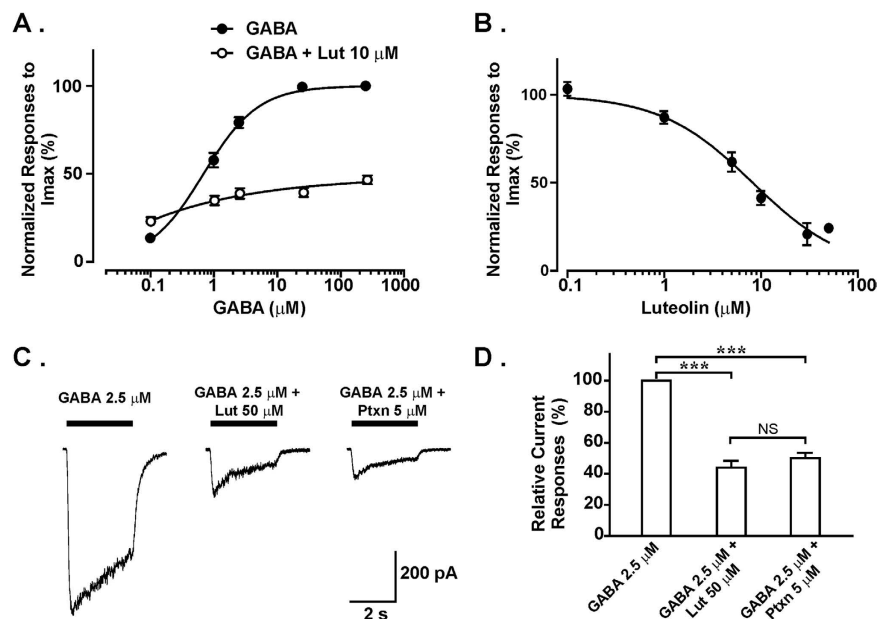 A .
GABA
GABA + Lut 10 μM
Normalized Responses to
Imax (%)
100
50
0
0.1
1
10
100
1000
GABA (μM)
B .
Normalized Responses to
Imax (%)
100
50
0
0.1
1
10
100
Luteolin (μM)
C .
GABA 2.5 μM
GABA 2.5 μM +
Lut 50 μM
GABA 2.5 μM +
Ptxn 5 μM
200 pA
2 s
D .
Relative Current
Responses (%)
100
80
60
40
20
0
***
***
NS
GABA 2.5 μM
GABA 2.5 μM +
Lut 50 μM
GABA 2.5 μM +
Ptxn 5 μM